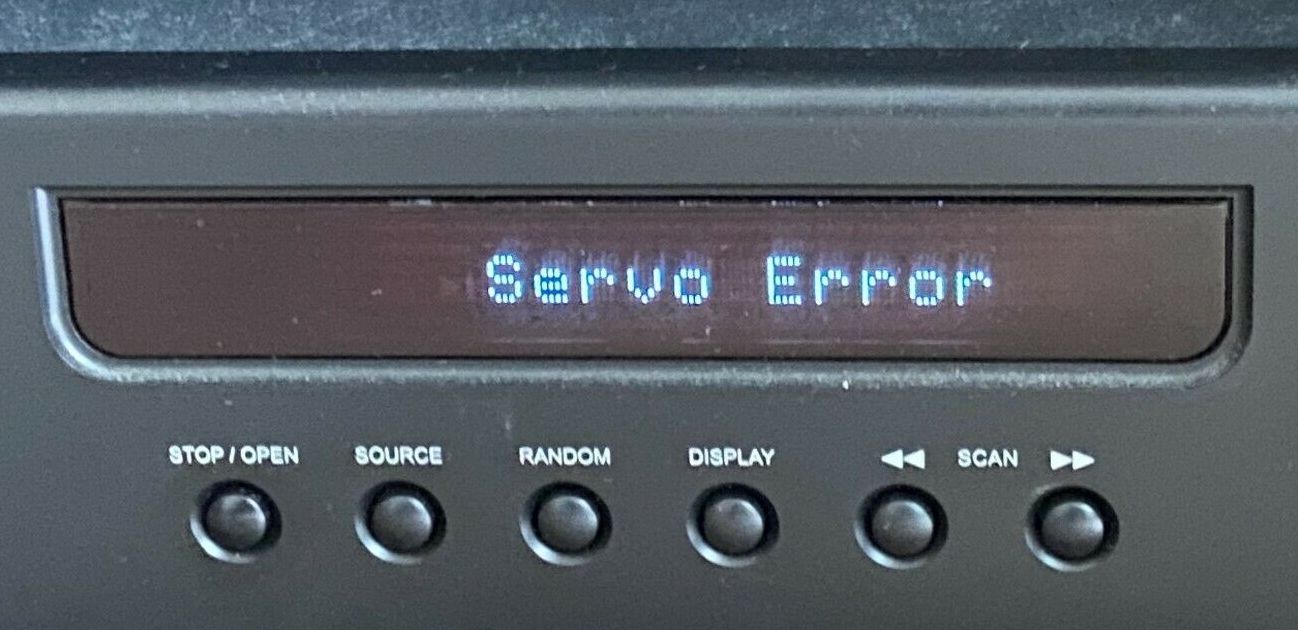 Servo Error
STOP / OPEN SOURCE RANDOM DISPLAY ◀◀ SCAN ▶▶